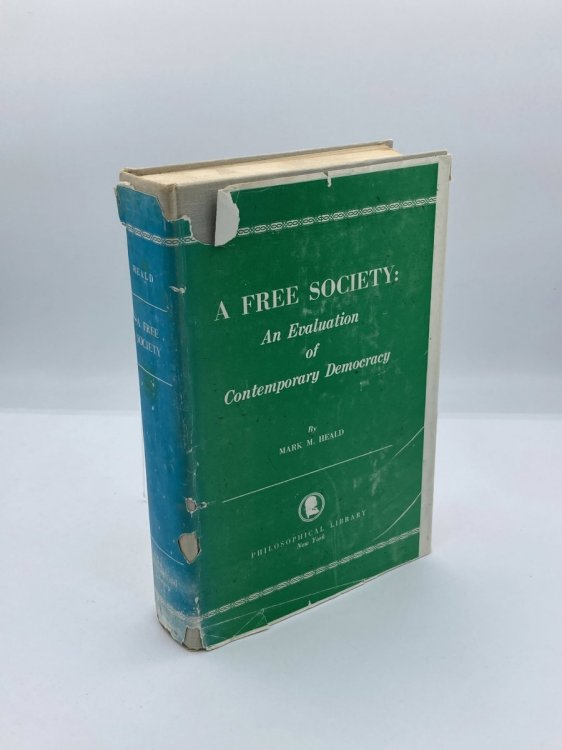 HEALD
A FREE
SOCIETY
A FREE SOCIETY:
An Evaluation
of
Contemporary Democracy
By
MARK M. HEALD
PHILOSOPHICAL LIBRARY
New York